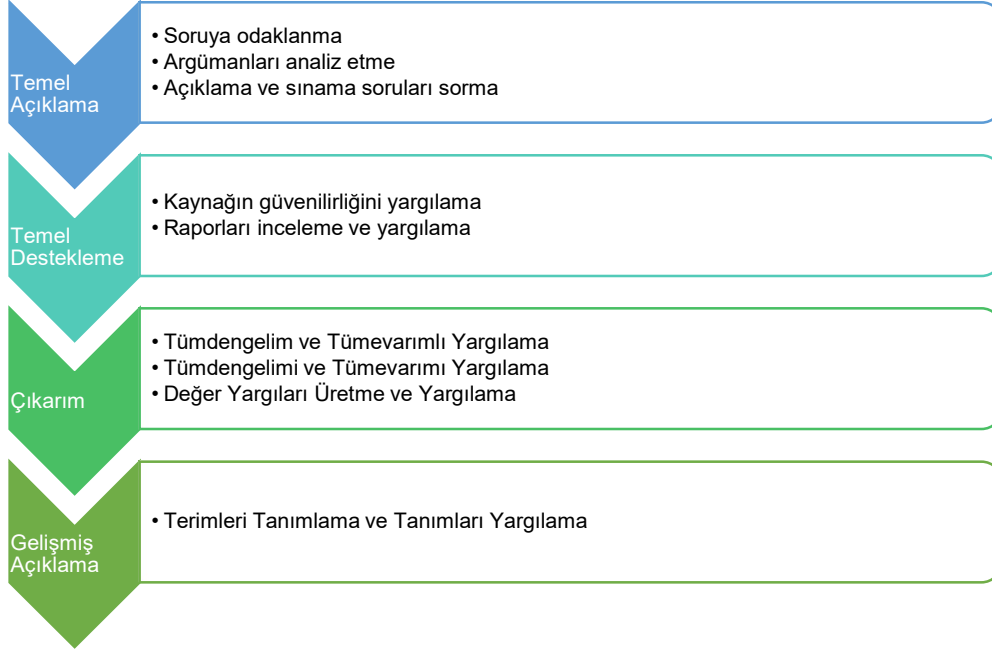 Temel
Açıklama
• Soruya odaklanma
• Argümanları analiz etme
• Açıklama ve sınama soruları sorma
Temel
Destekleme
• Kaynağın güvenilirliğini yargılama
• Raporları inceleme ve yargılama
Çıkarım
• Tümdengelim ve Tümevarımlı Yargılama
• Tümdengelimi ve Tümevarımı Yargılama
• Değer Yargıları Üretme ve Yargılama
Gelişmiş
Açıklama
• Terimleri Tanımlama ve Tanımları Yargılama